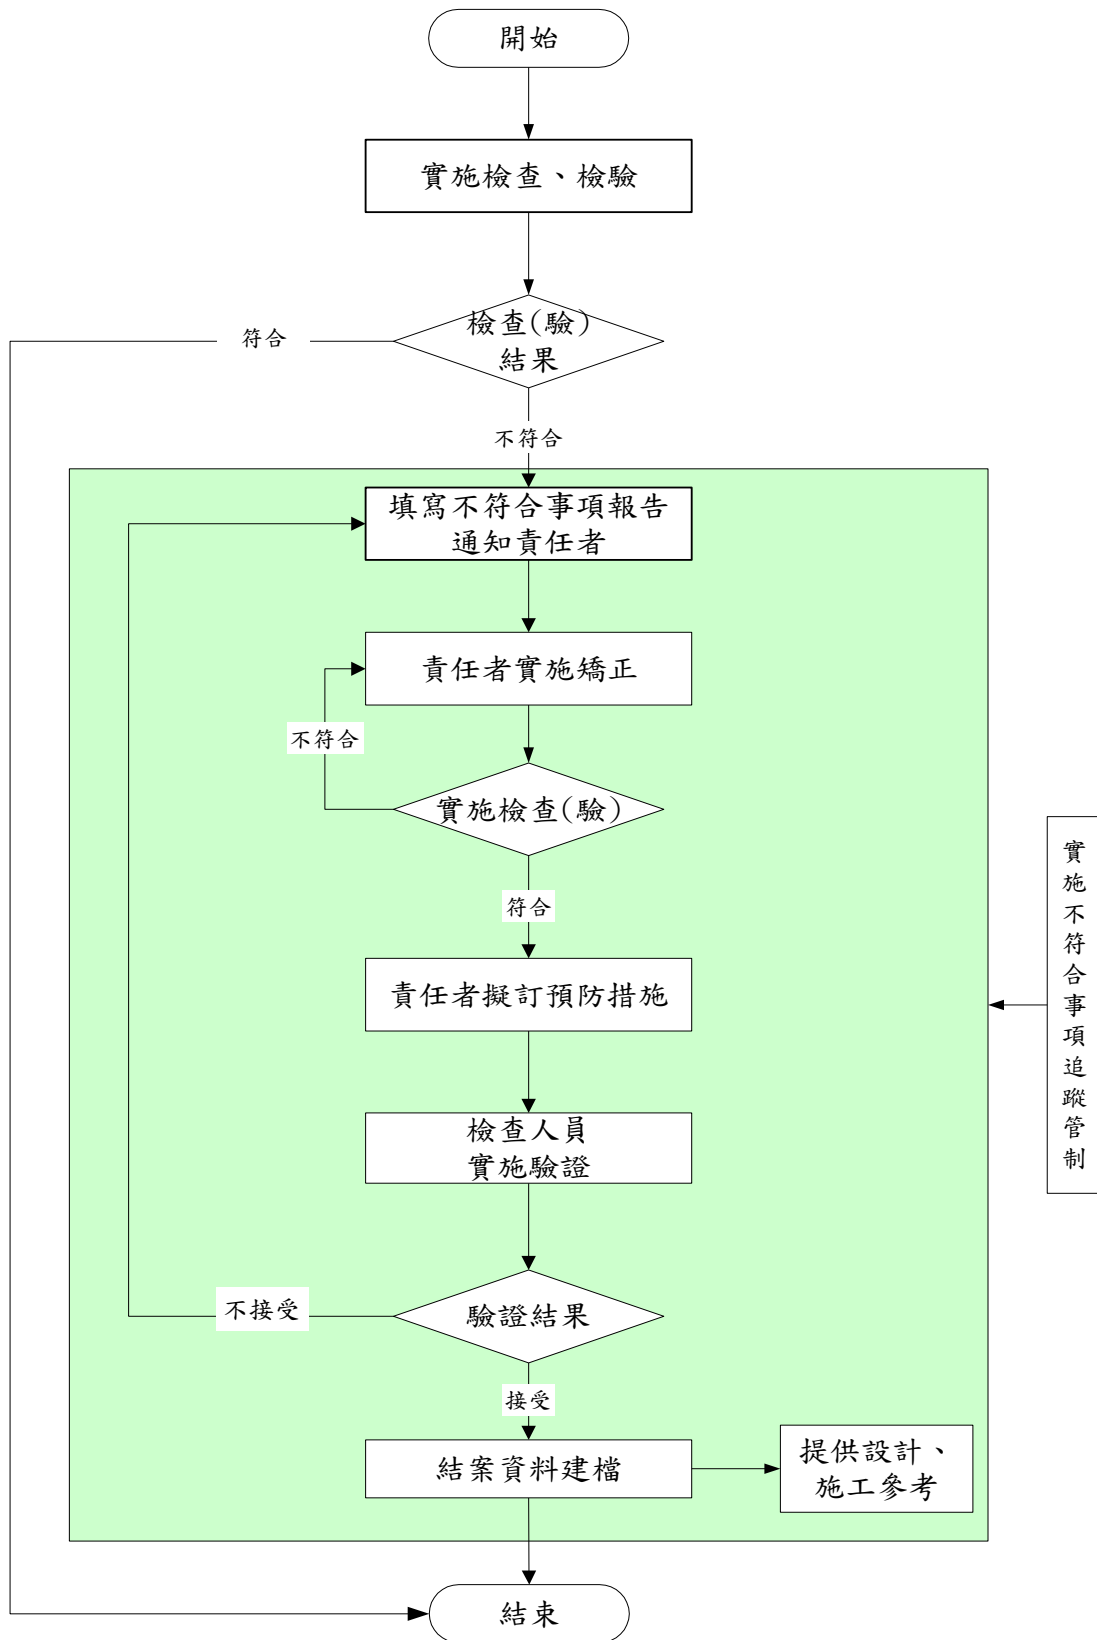 開始
實施檢查、檢驗
檢查(驗)
結果
符合
不符合
填寫不符合事項報告
通知責任者
責任者實施矯正
不符合
實施檢查(驗)
符合
責任者擬訂預防措施
檢查人員
實施驗證
驗證結果
不接受
接受
結案資料建檔
提供設計、
施工參考
實施不符合事項追蹤管制
結束